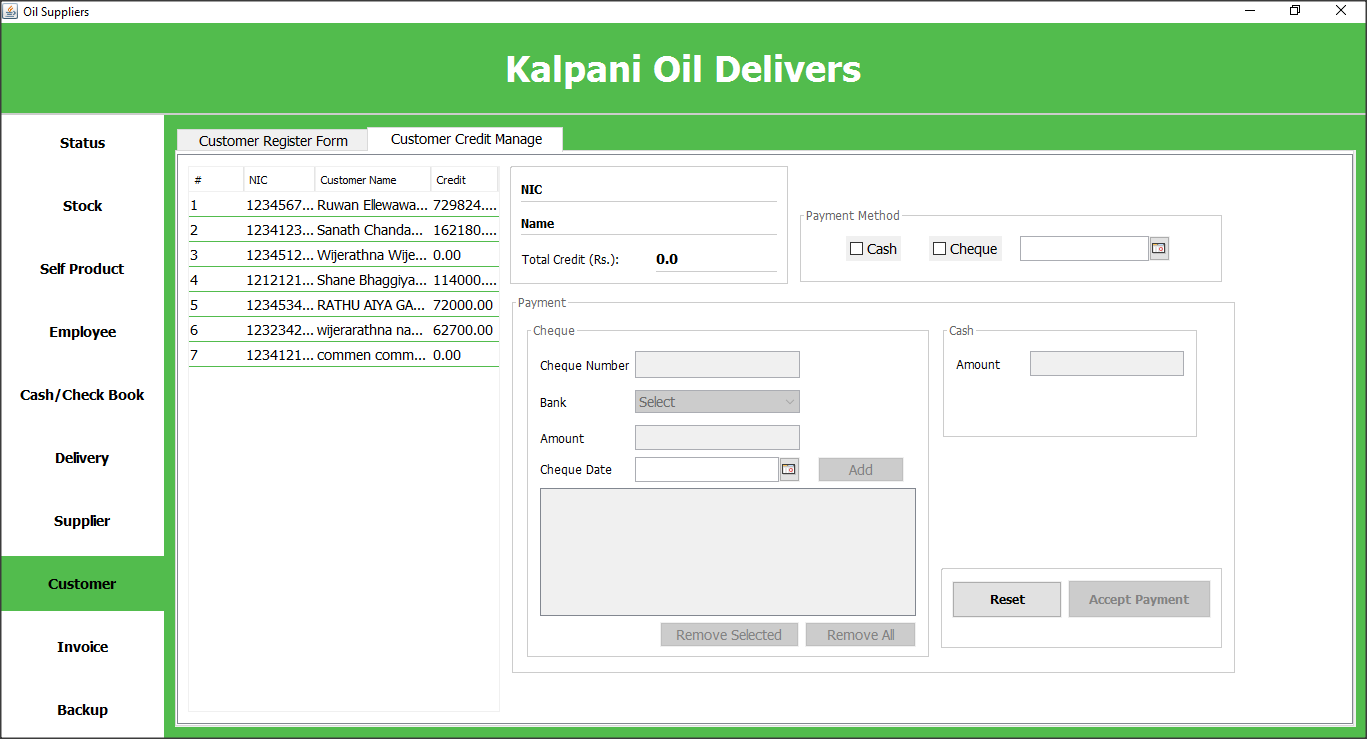 Oil Suppliers
Kalpani Oil Delivers
Status
Stock
Self Product
Employee
Cash/Check Book
Delivery
Supplier
Customer
Invoice
Backup
Customer Register Form
Customer Credit Manage
# NIC Customer Name Credit
1 1234567... Ruwan Ellewawa... 729824....
2 1234123... Sanath Chanda... 162180....
3 1234512... Wijerathna Wije... 0.00
4 1212121... Shane Bhaggiya... 114000....
5 1234534... RATHU AIYA GA... 72000.00
6 1232342... wijerarathna na... 62700.00
7 1234121... commen comm... 0.00
NIC
Name
Total Credit (Rs.): 0.0
Payment Method
Cash Cheque
Payment
Cheque
Cheque Number
Bank Select
Amount
Cheque Date Add
Remove Selected Remove All
Cash
Amount
Reset Accept Payment